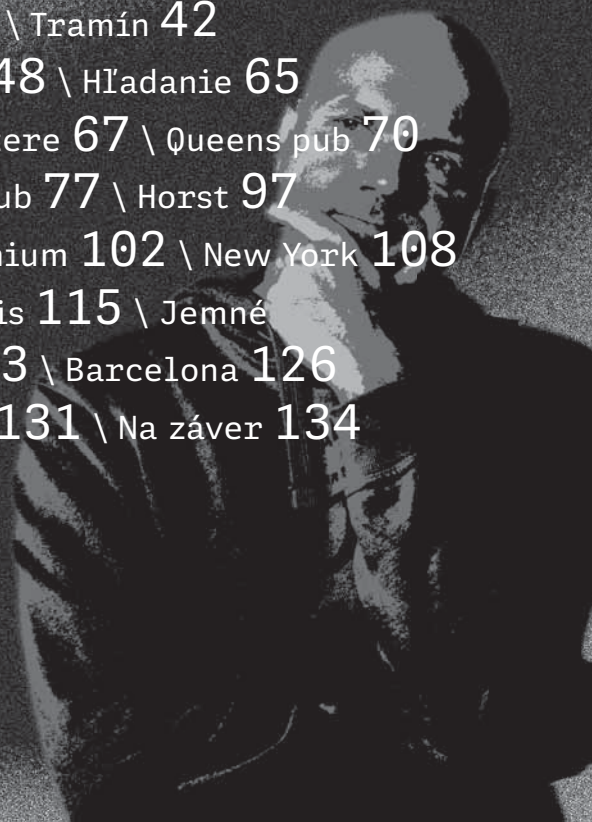 \ Tramín 42
48 \ Hľadanie 65
ere 67 \ Queens pub 70
ub 77 \ Horst 97
ium 102 \ New York 108
is 115 \ Jemné
3 \ Barcelona 126
131 \ Na záver 134